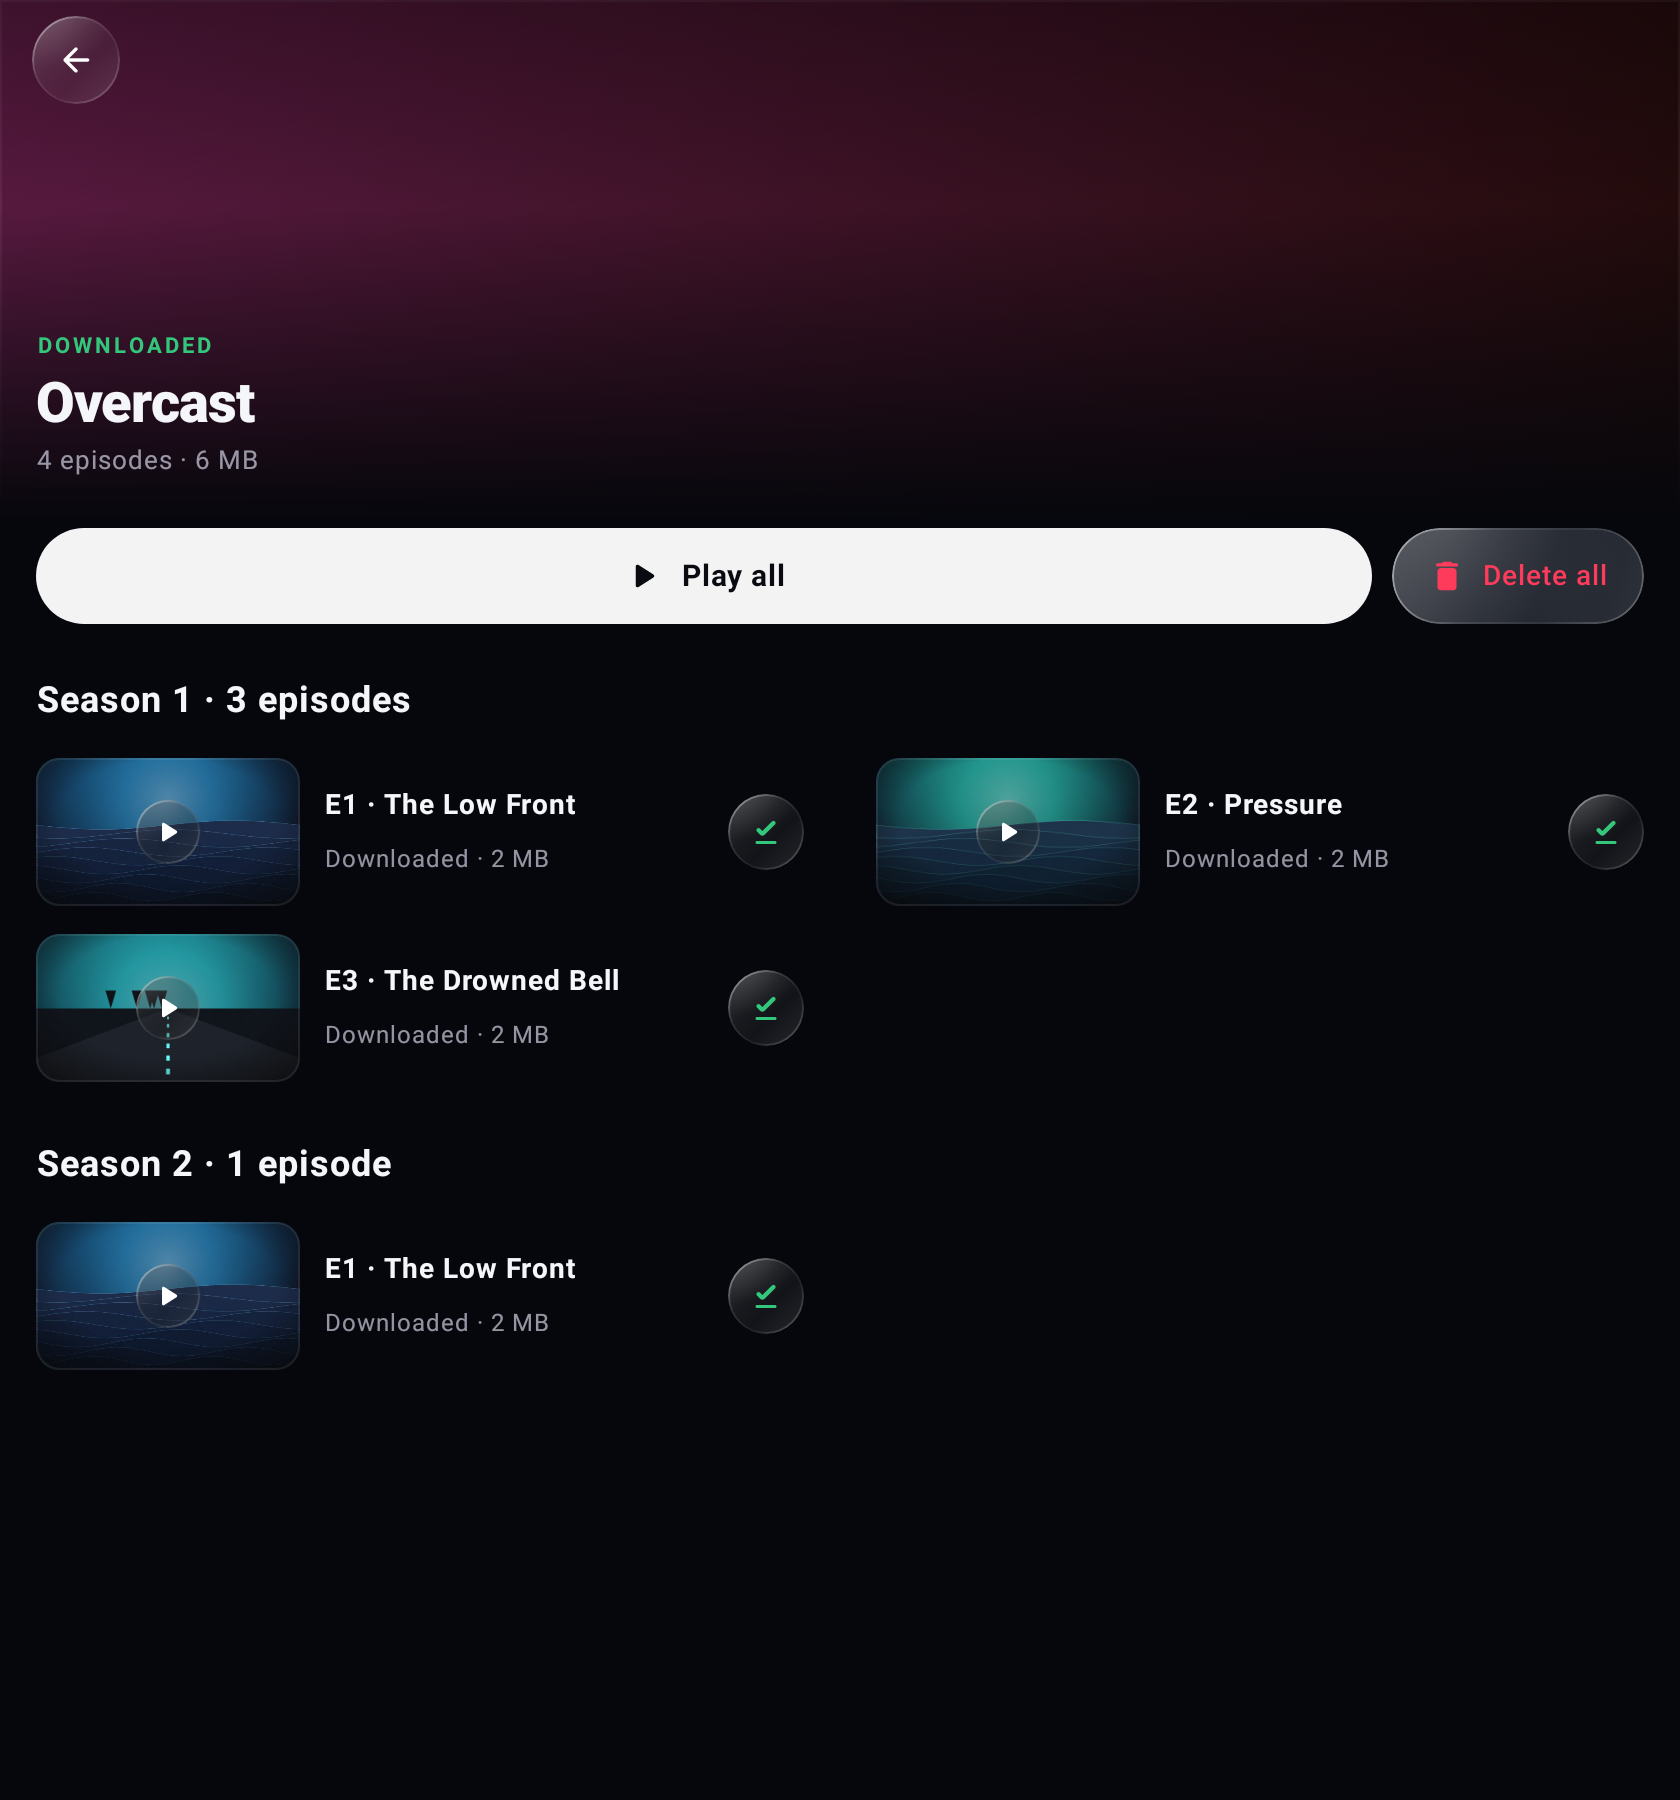 DOWNLOADED
Overcast
4 episodes · 6 MB
Play all
Delete all
Season 1 · 3 episodes
E1 · The Low Front
Downloaded · 2 MB
E2 · Pressure
Downloaded · 2 MB
E3 · The Drowned Bell
Downloaded · 2 MB
Season 2 · 1 episode
E1 · The Low Front
Downloaded · 2 MB